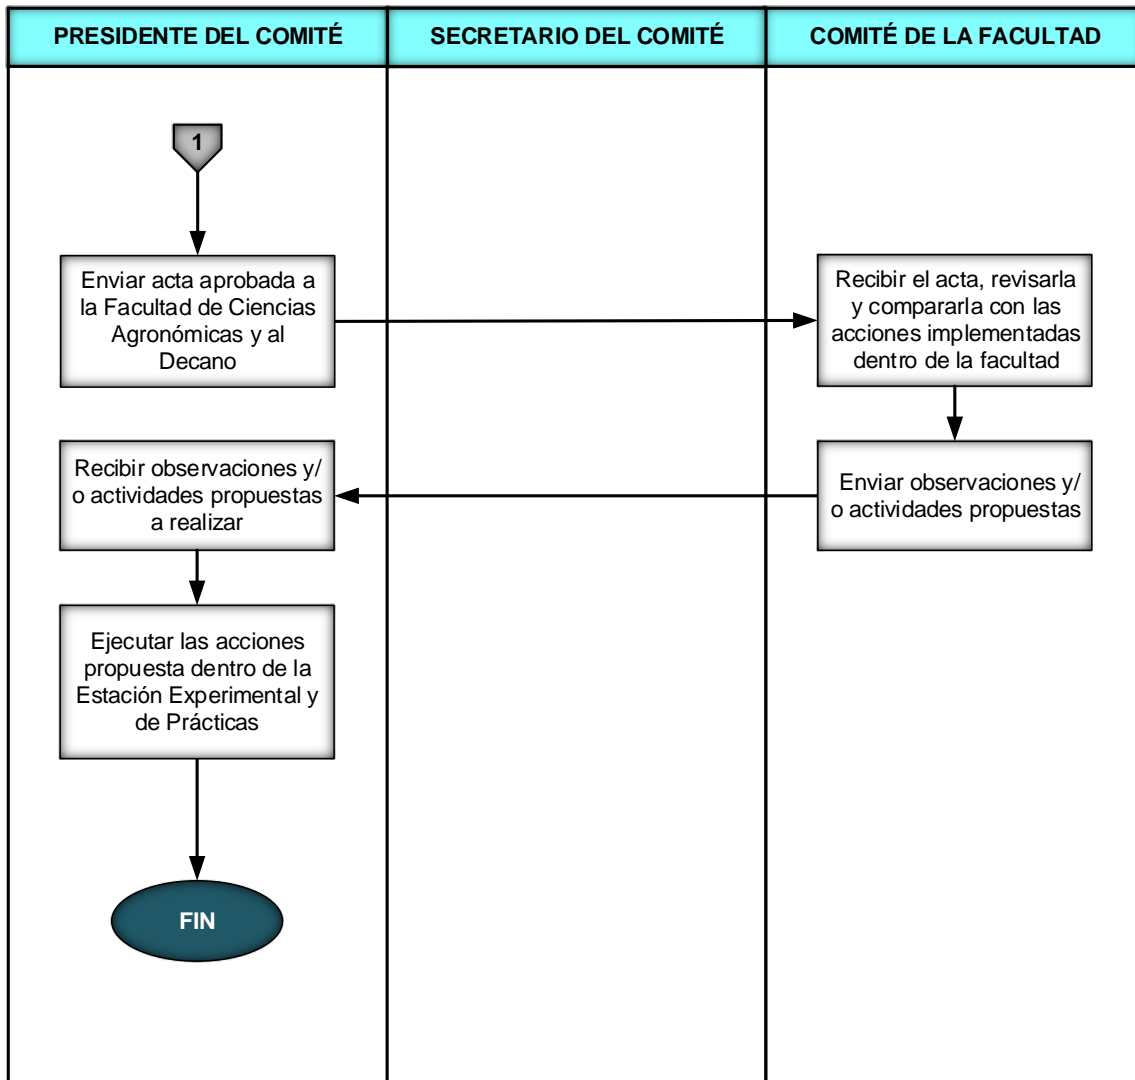 PRESIDENTE DEL COMITÉ
SECRETARIO DEL COMITÉ
COMITÉ DE LA FACULTAD
1
Enviar acta aprobada a
la Facultad de Ciencias
Agronómicas y al
Decano
Recibir el acta, revisarla
y compararla con las
acciones implementadas
dentro de la facultad
Recibir observaciones y/
o actividades propuestas
a realizar
Enviar observaciones y/
o actividades propuestas
Ejecutar las acciones
propuesta dentro de la
Estación Experimental y
de Prácticas
FIN